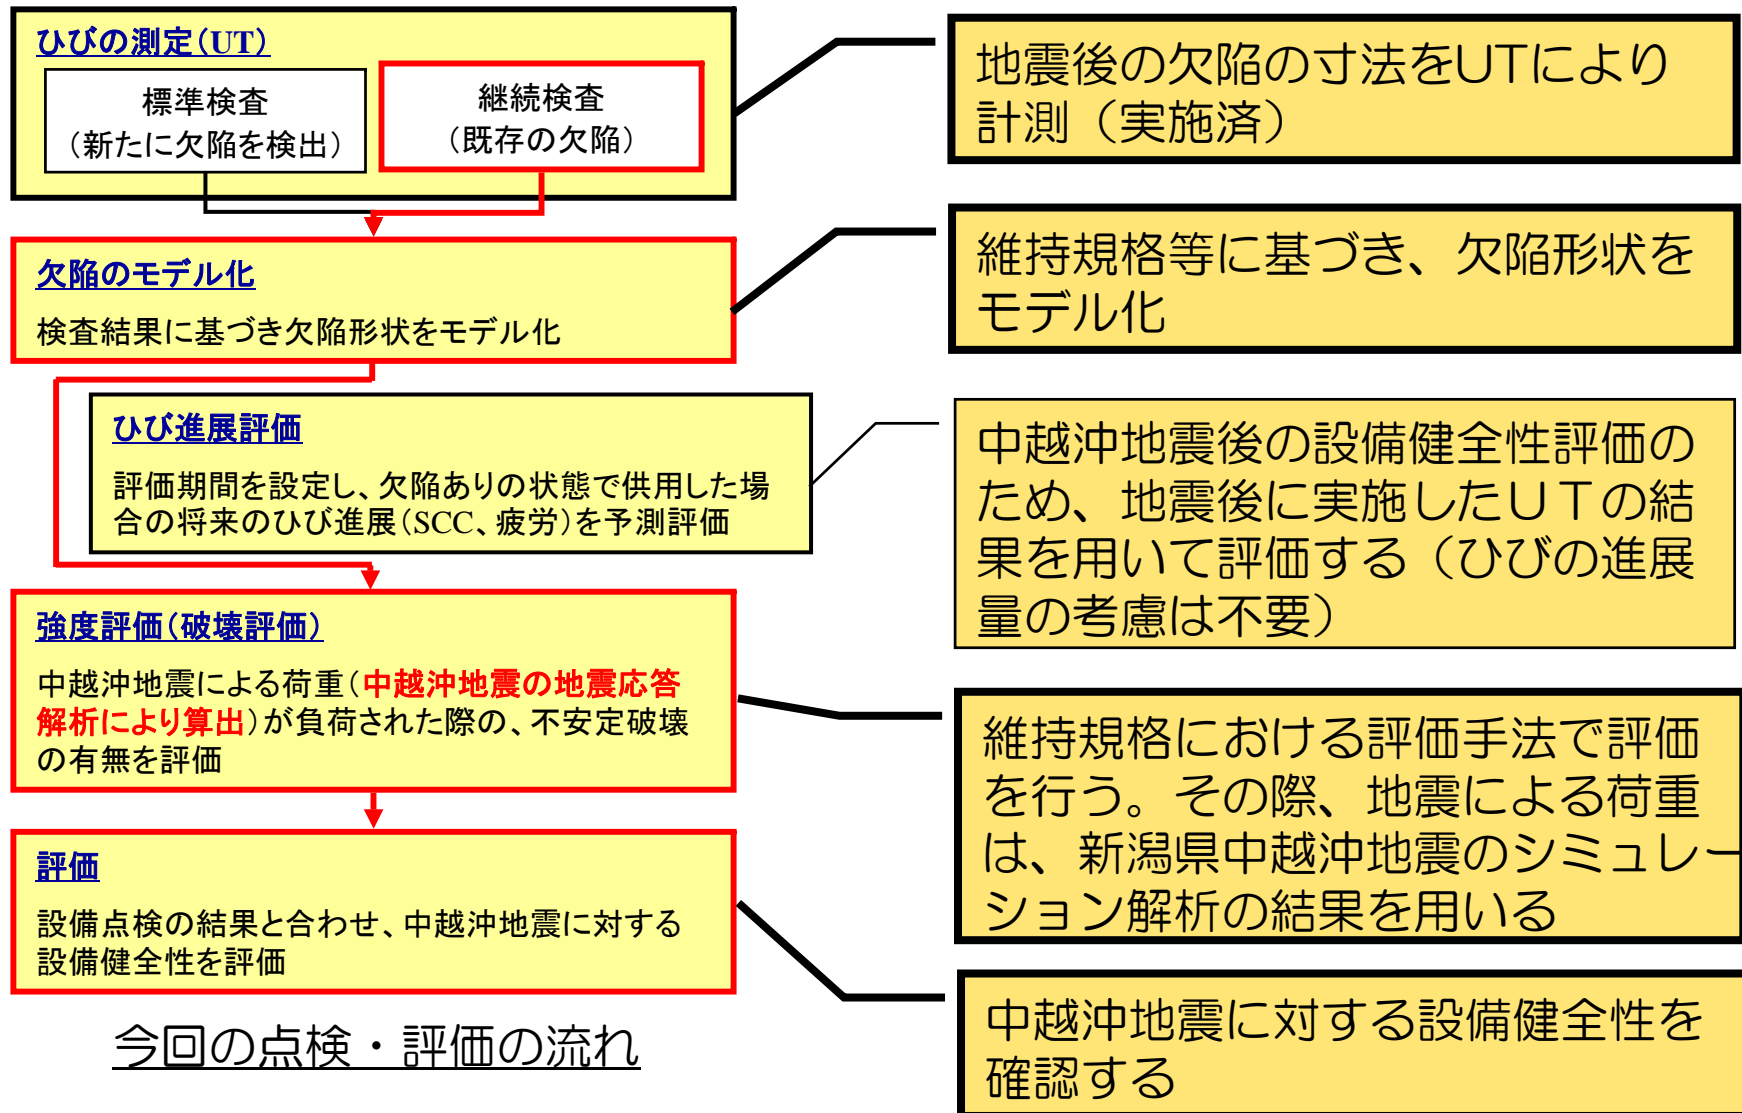 ひびの測定(UT)
標準検査
(新たに欠陥を検出)
継続検査
(既存の欠陥)
地震後の欠陥の寸法をUTにより
計測(実施済)
欠陥のモデル化
検査結果に基づき欠陥形状をモデル化
維持規格等に基づき、欠陥形状を
モデル化
ひび進展評価
評価期間を設定し、欠陥ありの状態で供用した場
合の将来のひび進展(SCC、疲労)を予測評価
中越沖地震後の設備健全性評価の
ため、地震後に実施したUTの結
果を用いて評価する(ひびの進展
量の考慮は不要)
強度評価(破壊評価)
中越沖地震による荷重(中越沖地震の地震応答
解析により算出)が負荷された際の、不安定破壊
の有無を評価
維持規格における評価手法で評価
を行う。その際、地震による荷重
は、新潟県中越沖地震のシミュレー
ション解析の結果を用いる
評価
設備点検の結果と合わせ、中越沖地震に対する
設備健全性を評価
中越沖地震に対する設備健全性を
確認する
今回の点検・評価の流れ